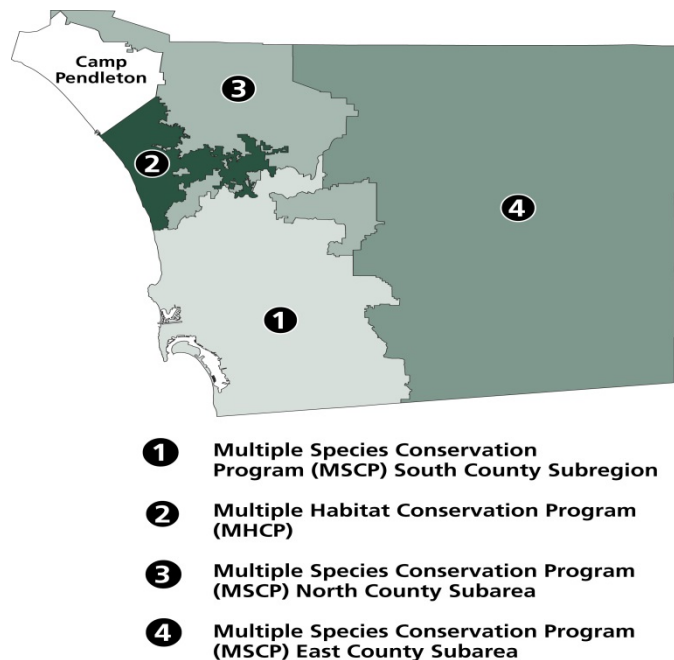 Camp
Pendleton
3
2
4
1
1 Multiple Species Conservation
Program (MSCP) South County Subregion
2 Multiple Habitat Conservation Program
(MHCP)
3 Multiple Species Conservation Program
(MSCP) North County Subarea
4 Multiple Species Conservation Program
(MSCP) East County Subarea